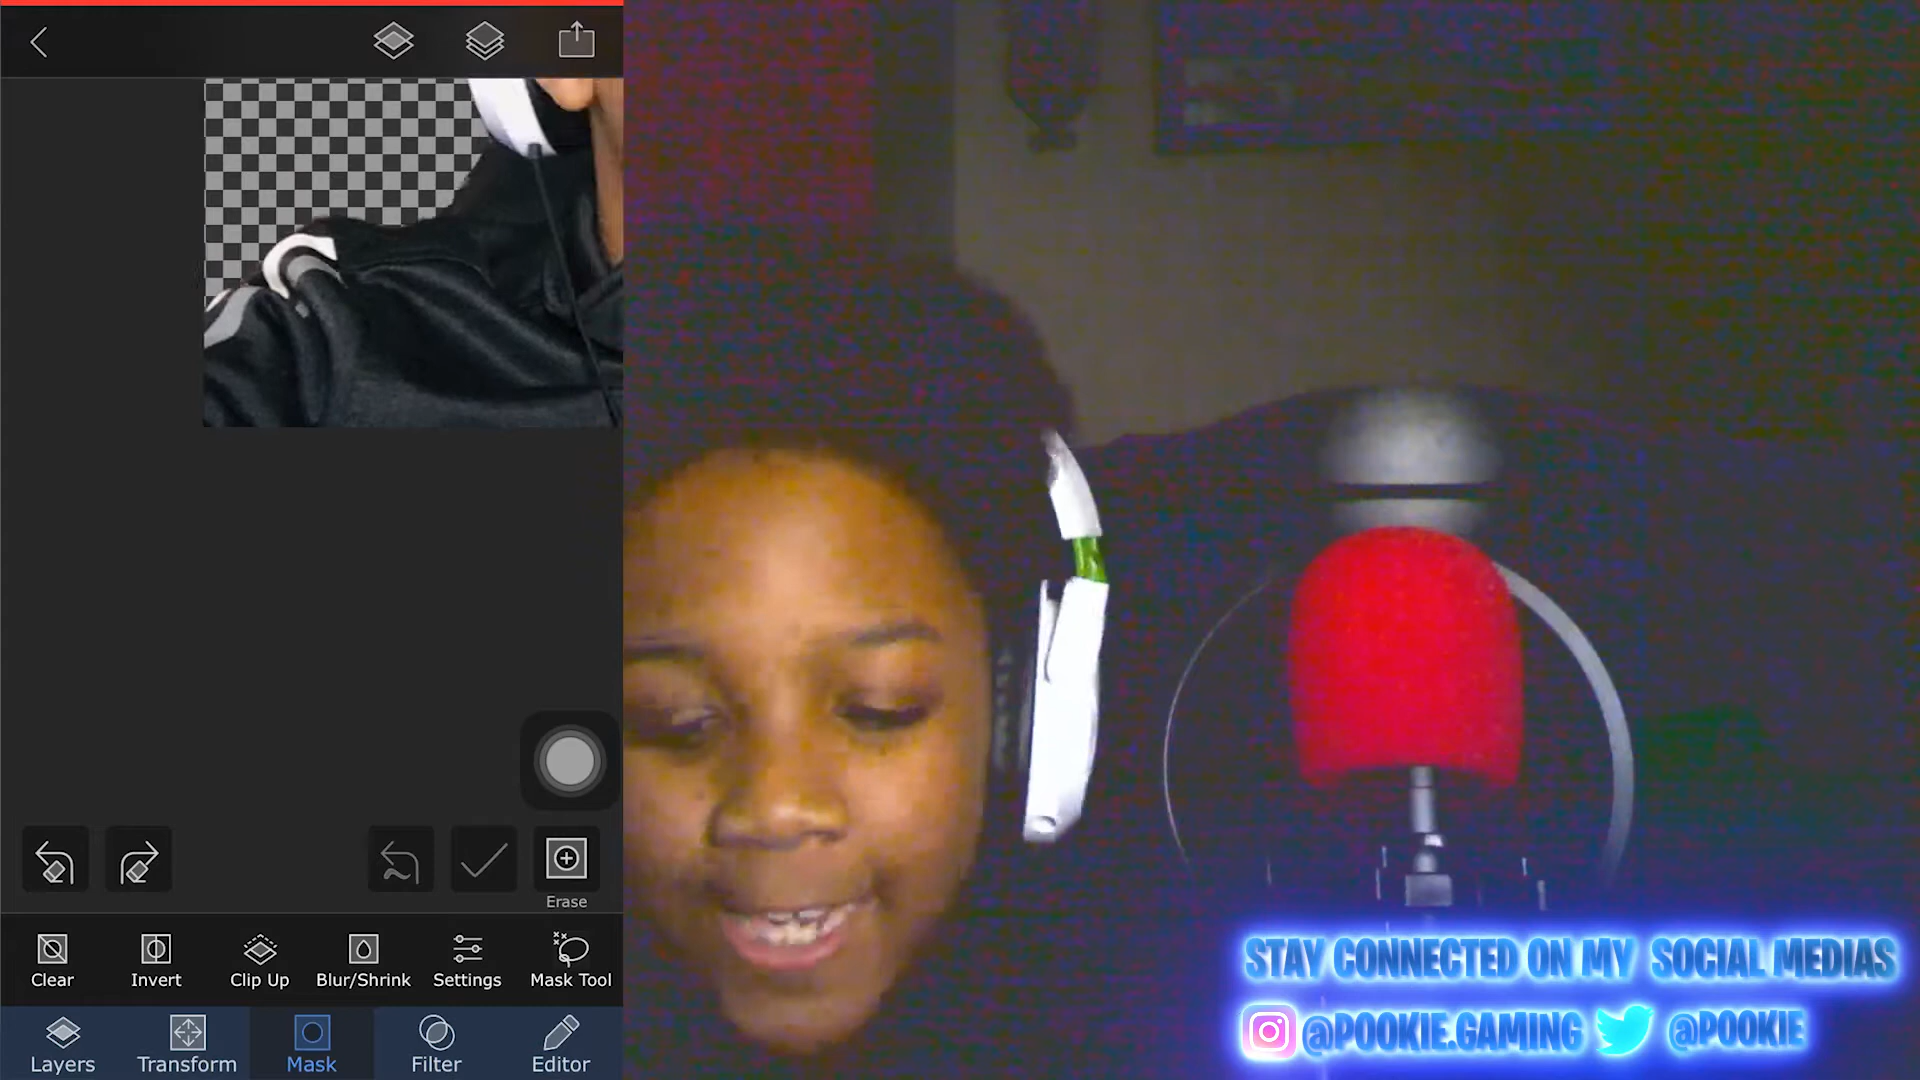 Erase
Clear Invert Clip Up Blur/Shrink Settings Mask Tool
Layers Transform Mask Filter Editor
STAY CONNECTED ON MY SOCIAL MEDIAS
@POOKIE.GAMING @POOKIE